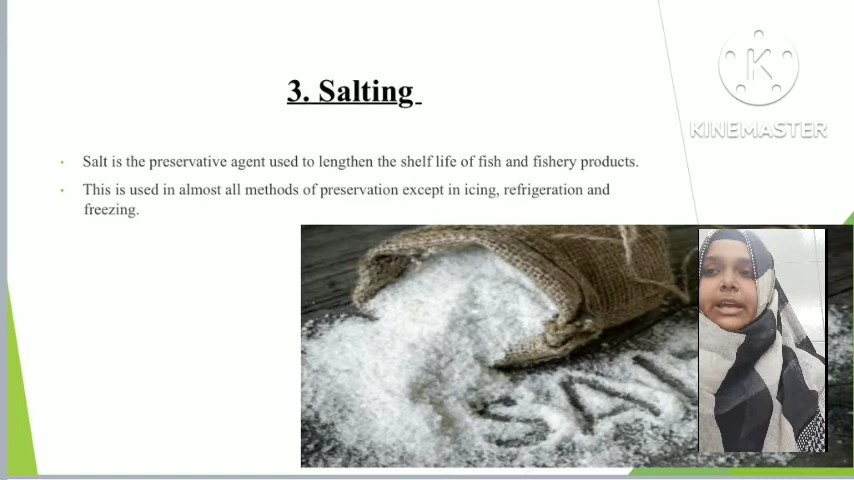 3. Salting
K
KINEMASTER
Salt is the preservative agent used to lengthen the shelf life of fish and fishery products.
This is used in almost all methods of preservation except in icing, refrigeration and
freezing.
SAL